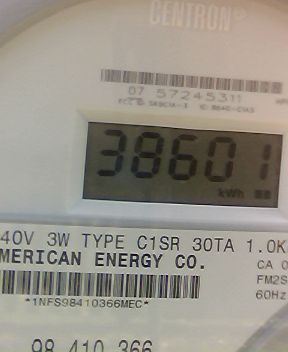 CENTRON
07 57245311
38601
kWh
40V 3W TYPE C1SR 30TA 1.0K
MERICAN ENERGY CO.
CA 0
FM2S
60Hz
*1NFS98410366MEC*
98 410 366